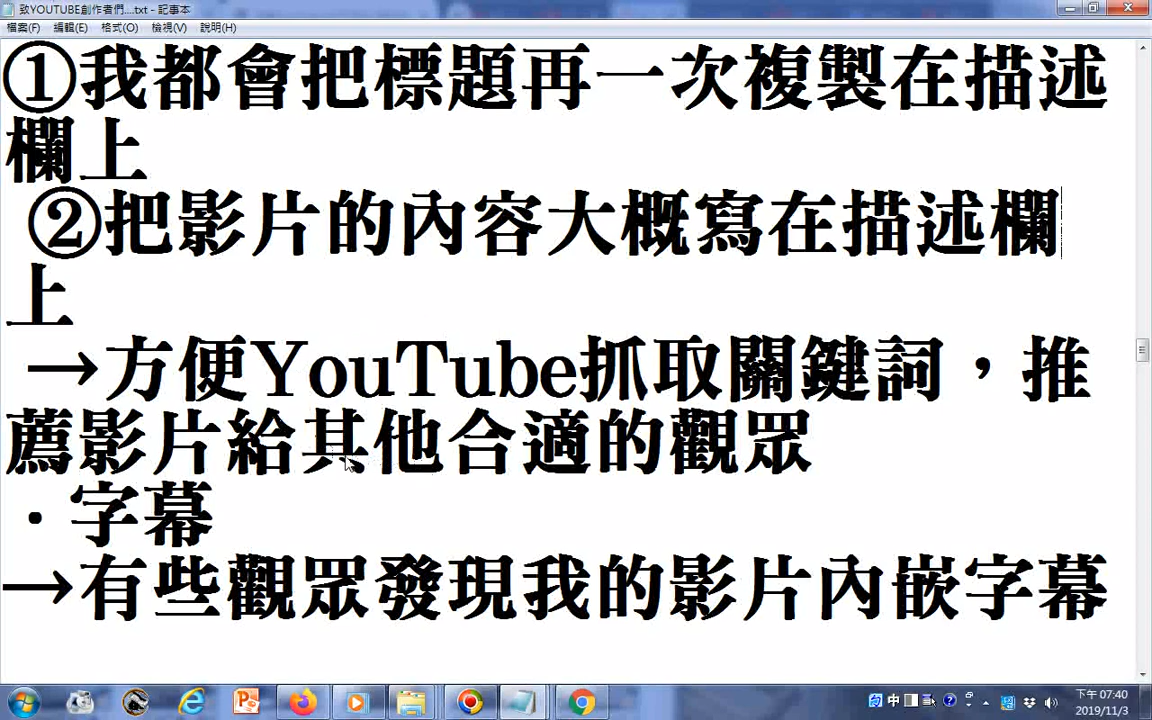 致YOUTUBE創作者們....txt - 記事本
檔案(F) 編輯(E) 格式(O) 檢視(V) 說明(H)
①我都會把標題再一次複製在描述
欄上
②把影片的內容大概寫在描述欄
上
→方便YouTube抓取關鍵詞，推
薦影片給其他合適的觀眾
・字幕
→有些觀眾發現我的影片內嵌字幕
中
下午 07:40
2019/11/3